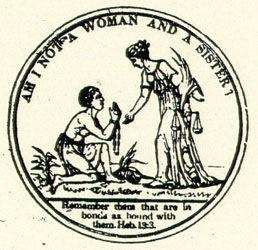 AM I NOT A WOMAN AND A SISTER?
Remember them that are in
bonds as bound with
them. Heb. 13:3.